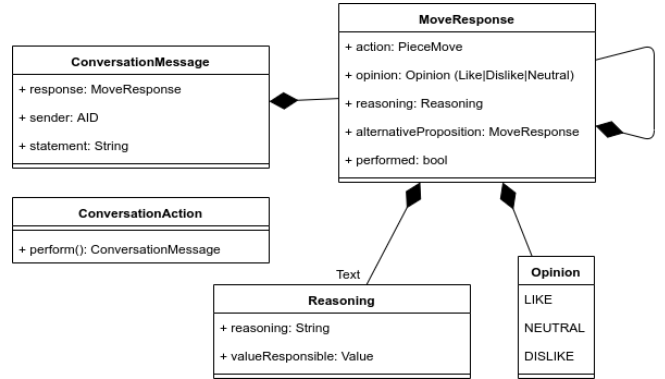 MoveResponse
+ action: PieceMove
+ opinion: Opinion (Like|Dislike|Neutral)
+ reasoning: Reasoning
+ alternativeProposition: MoveResponse
+ performed: bool
ConversationMessage
+ response: MoveResponse
+ sender: AID
+ statement: String
ConversationAction
+ perform(): ConversationMessage
Text
Reasoning
+ reasoning: String
+ valueResponsible: Value
Opinion
LIKE
NEUTRAL
DISLIKE